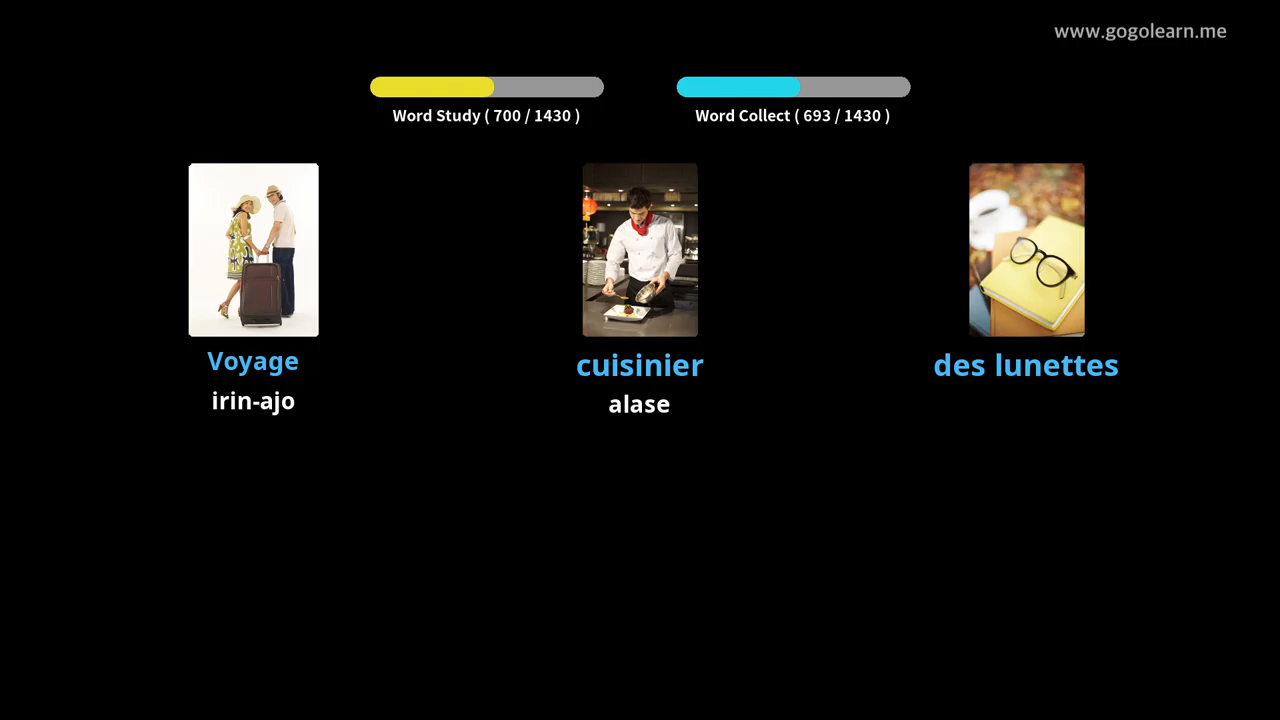 www.gogolearn.me
Word Study ( 700 / 1430 )
Word Collect ( 693 / 1430 )
Voyage
irin-ajo
cuisinier
alase
des lunettes